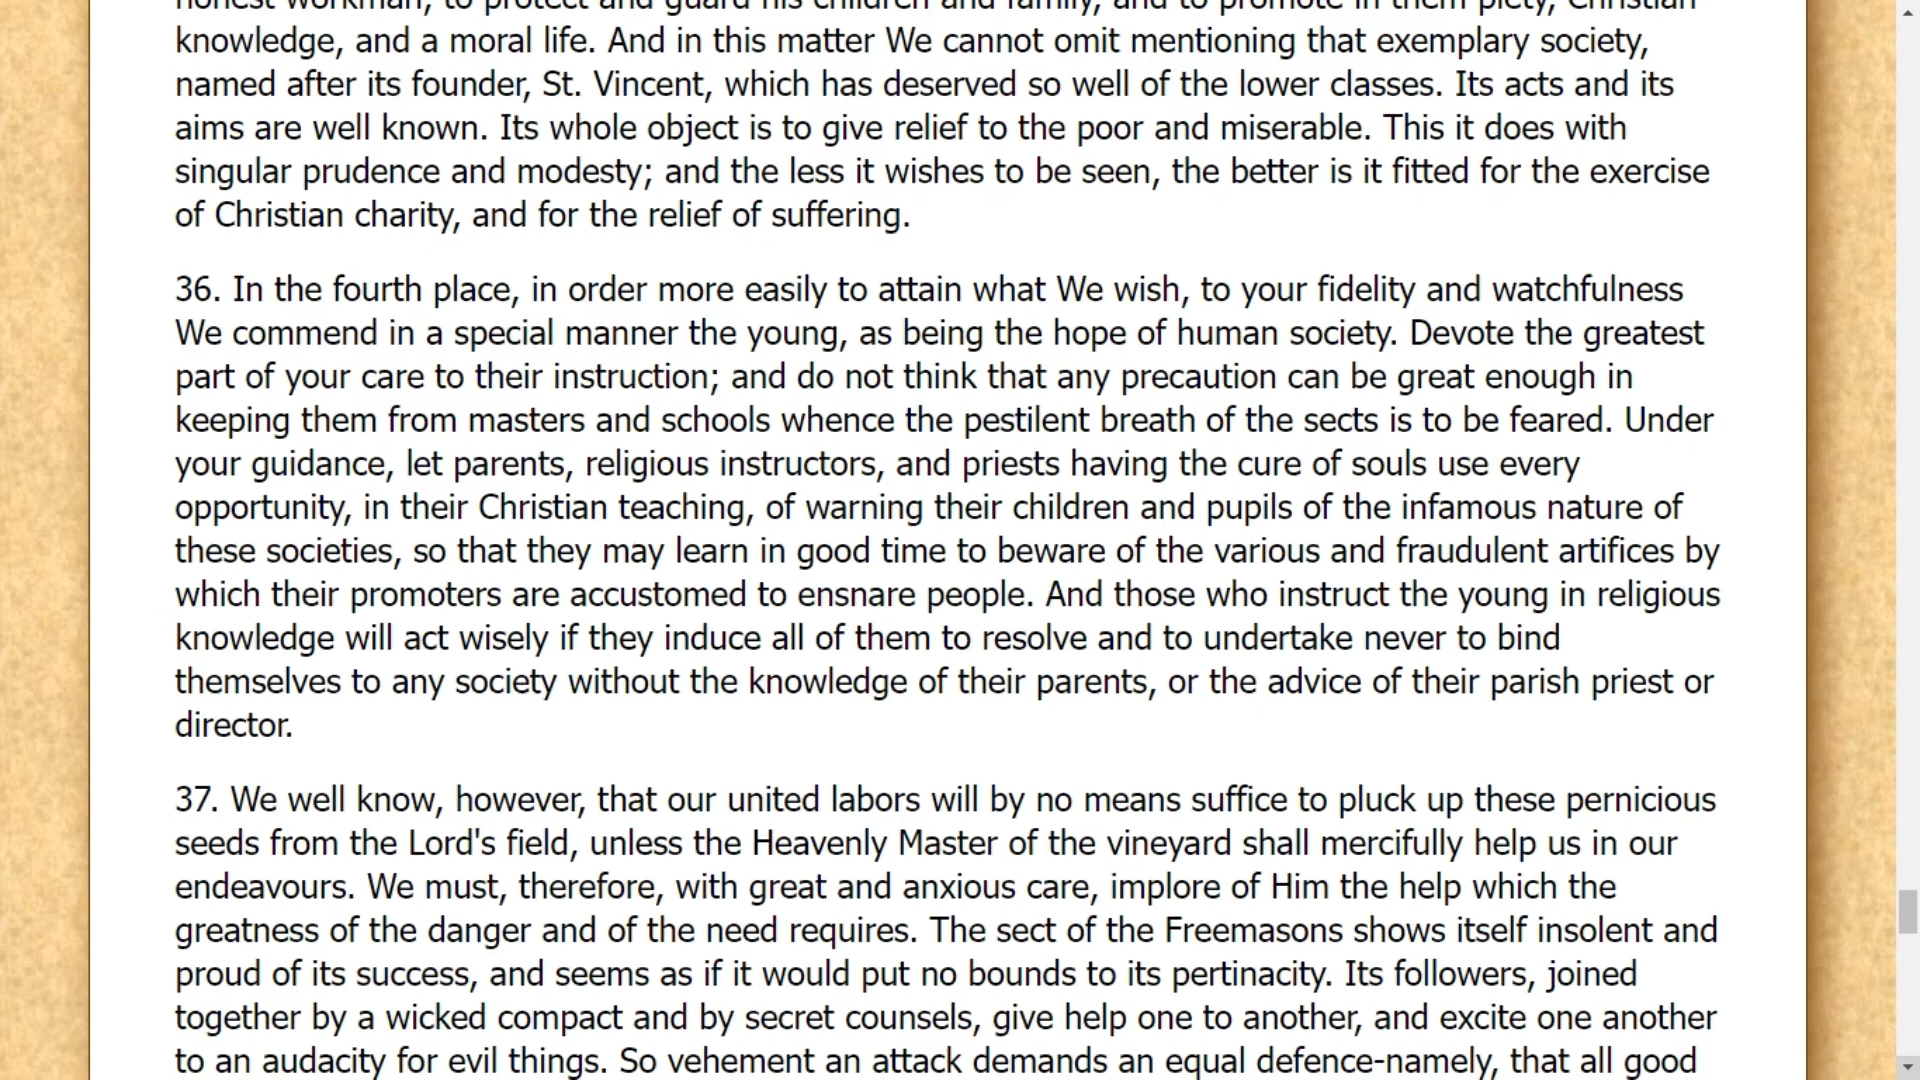 honest workman, to protect and guard his children and family, and to promote in them piety, Christian
knowledge, and a moral life. And in this matter We cannot omit mentioning that exemplary society,
named after its founder, St. Vincent, which has deserved so well of the lower classes. Its acts and its
aims are well known. Its whole object is to give relief to the poor and miserable. This it does with
singular prudence and modesty; and the less it wishes to be seen, the better is it fitted for the exercise
of Christian charity, and for the relief of suffering.
36. In the fourth place, in order more easily to attain what We wish, to your fidelity and watchfulness
We commend in a special manner the young, as being the hope of human society. Devote the greatest
part of your care to their instruction; and do not think that any precaution can be great enough in
keeping them from masters and schools whence the pestilent breath of the sects is to be feared. Under
your guidance, let parents, religious instructors, and priests having the cure of souls use every
opportunity, in their Christian teaching, of warning their children and pupils of the infamous nature of
these societies, so that they may learn in good time to beware of the various and fraudulent artifices by
which their promoters are accustomed to ensnare people. And those who instruct the young in religious
knowledge will act wisely if they induce all of them to resolve and to undertake never to bind
themselves to any society without the knowledge of their parents, or the advice of their parish priest or
director.
37. We well know, however, that our united labors will by no means suffice to pluck up these pernicious
seeds from the Lord's field, unless the Heavenly Master of the vineyard shall mercifully help us in our
endeavours. We must, therefore, with great and anxious care, implore of Him the help which the
greatness of the danger and of the need requires. The sect of the Freemasons shows itself insolent and
proud of its success, and seems as if it would put no bounds to its pertinacity. Its followers, joined
together by a wicked compact and by secret counsels, give help one to another, and excite one another
to an audacity for evil things. So vehement an attack demands an equal defence-namely, that all good